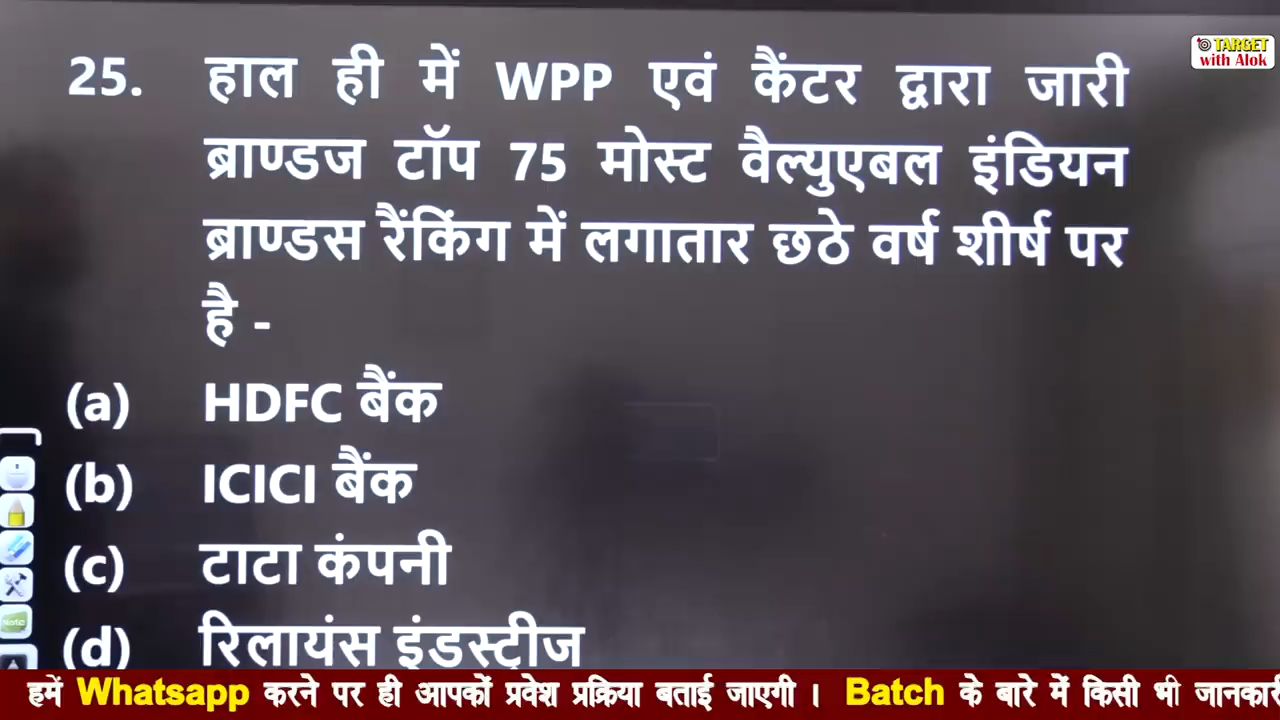 TARGET
with Alok
25. हाल ही में WPP एवं कैंटर द्वारा जारी
ब्राण्डज टॉप 75 मोस्ट वैल्युएबल इंडियन
ब्राण्डस रैंकिंग में लगातार छठे वर्ष शीर्ष पर
है -
(a) HDFC बैंक
(b) ICICI बैंक
(c) टाटा कंपनी
(d) रिलायंस इंडस्ट्रीज
Note
हमें Whatsapp करने पर ही आपकों प्रवेश प्रक्रिया बताई जाएगी । Batch के बारे में किसी भी जानकारी